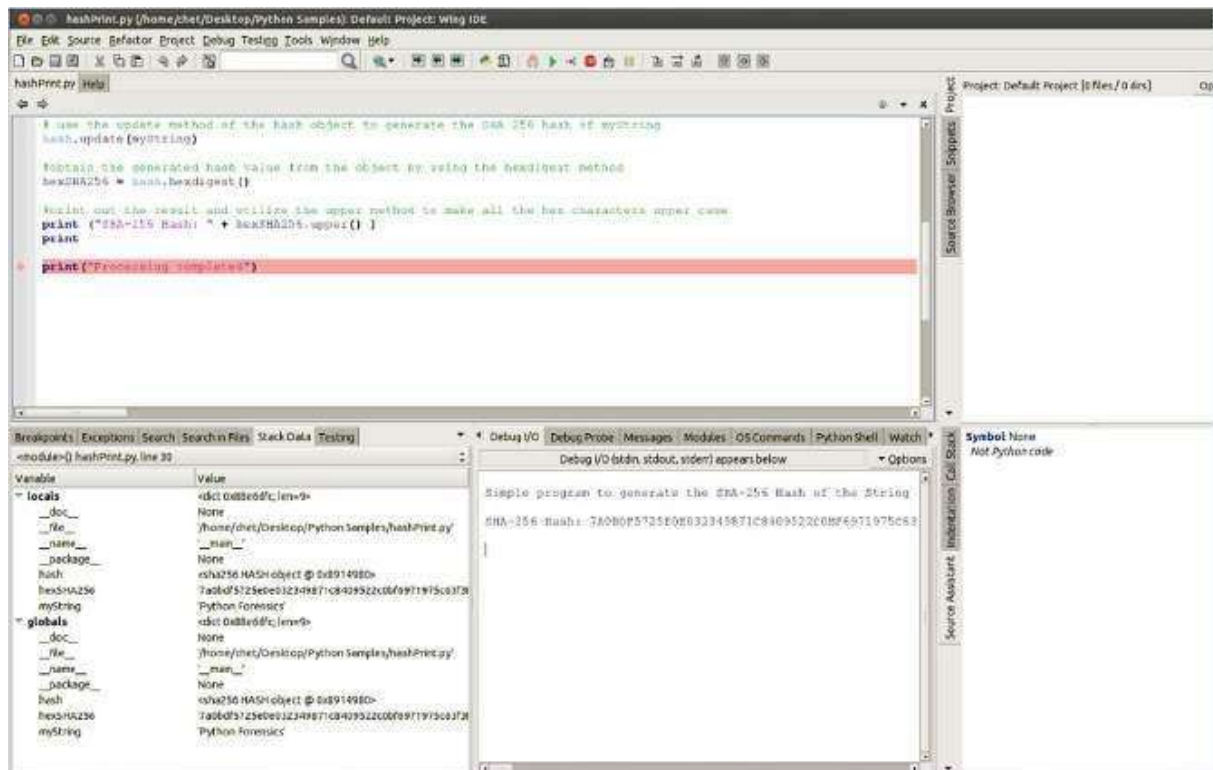 hashPrint.py (/home/chet/Desktop/Python Samples): Default Project: Wing IDE
File Edit Source Refactor Project Debug Testing Tools Window Help
hashPrint.py Help
# use the update method of the hash object to generate the SHA 256 hash of myString
hash.update(myString)
#obtain the generated hash value from the object by using the hexdigest method
hexSHA256 = hash.hexdigest()
#print out the result and utilize the upper method to make all the hex characters upper case
print ("SHA-256 Hash: " + hexSHA256.upper() )
print
print("Processing completed")
Project: Default Project [0 files / 0 dirs]
Project
Snippets
Source Browser
Breakpoints Exceptions Search Search in Files Stack Data Testing
<module>() hashPrint.py, line 30
Variable Value
locals <dict len=9>
__doc__ None
__file__ '/home/chet/Desktop/Python Samples/hashPrint.py'
__name__ '__main__'
__package__ None
hash <sha256 HASH object @ 0x8914980>
hexSHA256
myString 'Python Forensics'
globals <dict len=9>
__doc__ None
__file__ '/home/chet/Desktop/Python Samples/hashPrint.py'
__name__ '__main__'
__package__ None
hash <sha256 HASH object @ 0x8914980>
hexSHA256
myString 'Python Forensics'
Debug I/O Debug Probe Messages Modules OS Commands Python Shell Watch
Debug I/O (stdin, stdout, stderr) appears below Options
Simple program to generate the SHA-256 Hash of the String
SHA-256 Hash:
Call Stack
Indentation
Source Assistant
Symbol None
Not Python code